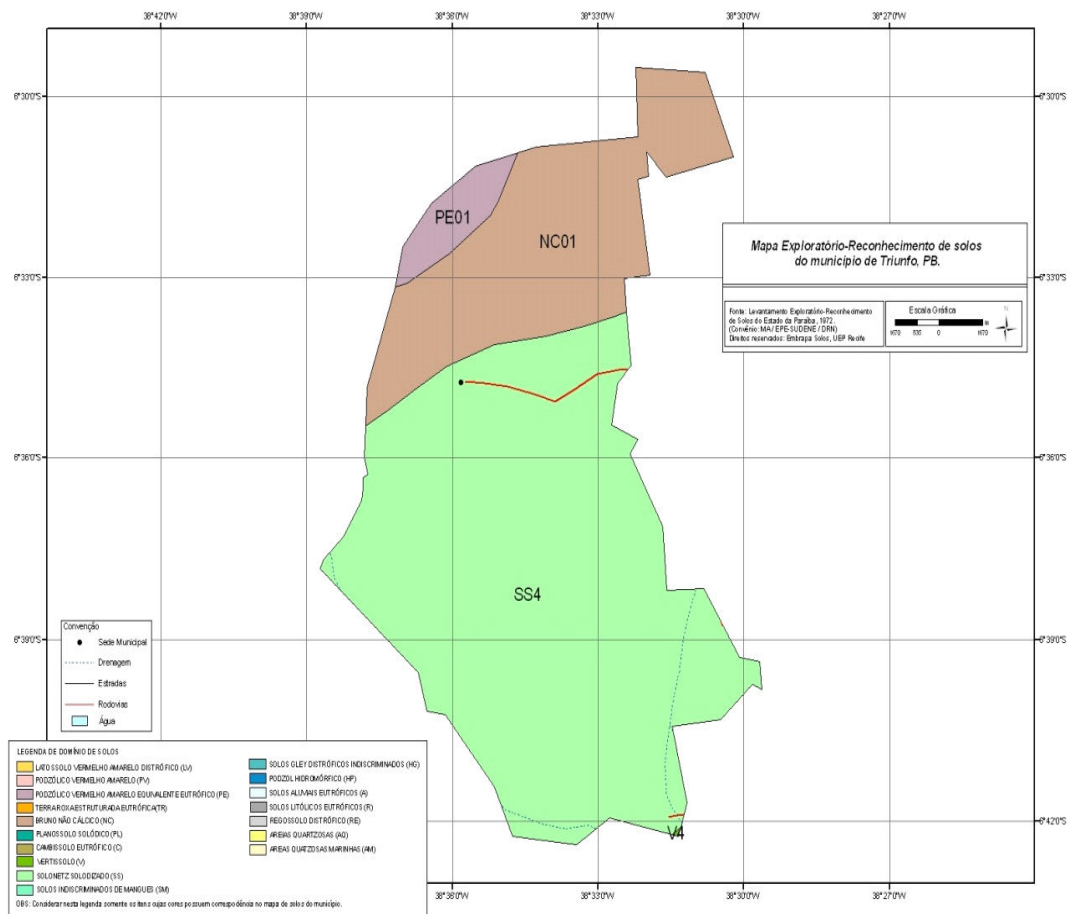 38°42'0"W 38°39'0"W 38°36'0"W 38°33'0"W 38°30'0"W 38°27'0"W
6°30'0"S 6°30'0"S
PE01
NC01
Mapa Exploratório-Reconhecimento de solos
do município de Triunfo, PB.
6°33'0"S 6°33'0"S
Fonte: Levantamento Exploratório-Reconhecimento
de Solos do Estado da Paraíba, 1972.
(Convênio: MA / EPE-SUDENE / DRN)
Direitos reservados: Embrapa Solos, UEP Recife
Escala Gráfica
1670 535 0 1670
m
N
6°36'0"S 6°36'0"S
SS4
6°39'0"S 6°39'0"S
Convenção
Sede Municipal
Drenagem
Estradas
Rodovias
Água
6°42'0"S
V4
LEGENDA DE DOMÍNIO DE SOLOS
LATOSSOLO VERMELHO AMARELO DISTRÓFICO (LV)
PODZÓLICO VERMELHO AMARELO (PV)
PODZÓLICO VERMELHO AMARELO EQUIVALENTE EUTRÓFICO (PE)
TERRA ROXA ESTRUTURADA EUTRÓFICA (TR)
BRUNO NÃO CÁLCICO (NC)
PLANOSSOLO SOLÓDICO (PL)
CAMBISSOLO EUTRÓFICO (C)
VERTISSOLO (V)
SOLONETZ SOLODIZADO (SS)
SOLOS INDISCRIMINADOS DE MANGUES (SM)
SOLOS GLEY DISTRÓFICOS INDISCRIMINADOS (HG)
PODZOL HIDROMÓRFICO (HP)
SOLOS ALUVIAIS EUTRÓFICOS (A)
SOLOS LITÓLICOS EUTRÓFICOS (R)
REGOSSOLO DISTRÓFICO (RE)
AREIAS QUARTZOSAS (AQ)
AREIAS QUATZOSAS MARINHAS (AM)
OBS: Considerar nesta legenda somente os itens cujas cores possuem correspondência no mapa de solos do município.
38°36'0"W 38°33'0"W 38°30'0"W 38°27'0"W